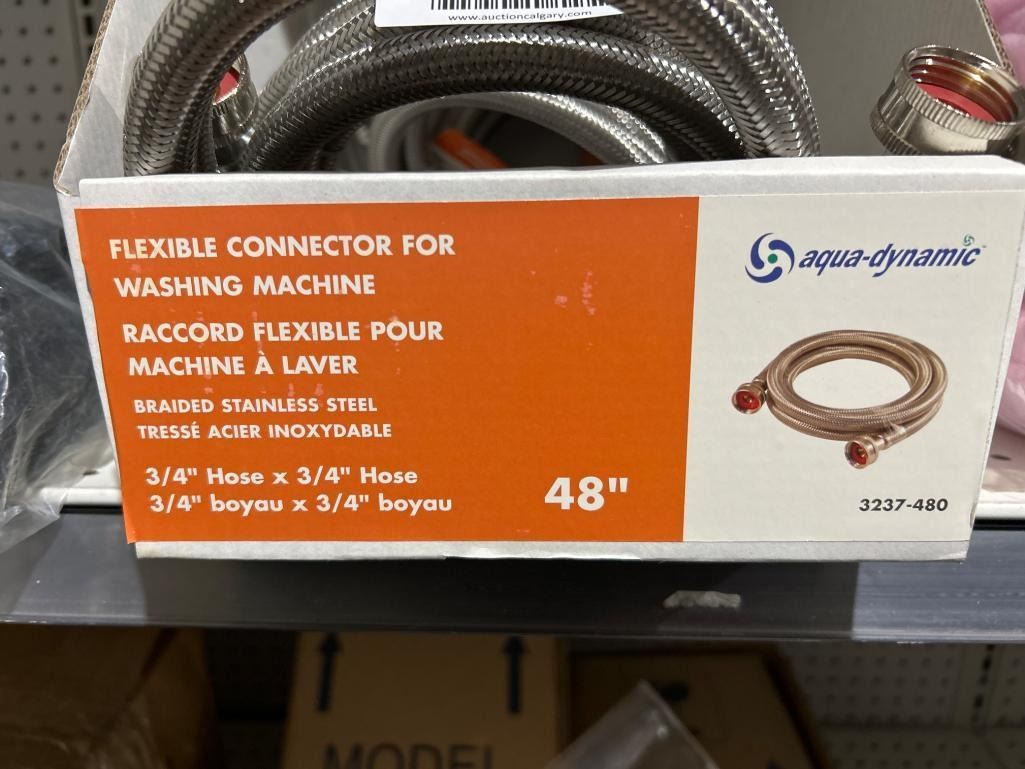 www.auctioncalgary.com
FLEXIBLE CONNECTOR FOR
WASHING MACHINE
RACCORD FLEXIBLE POUR
MACHINE À LAVER
BRAIDED STAINLESS STEEL
TRESSÉ ACIER INOXYDABLE
3/4" Hose x 3/4" Hose
3/4" boyau x 3/4" boyau
48"
aqua-dynamic™
3237-480
MODEL